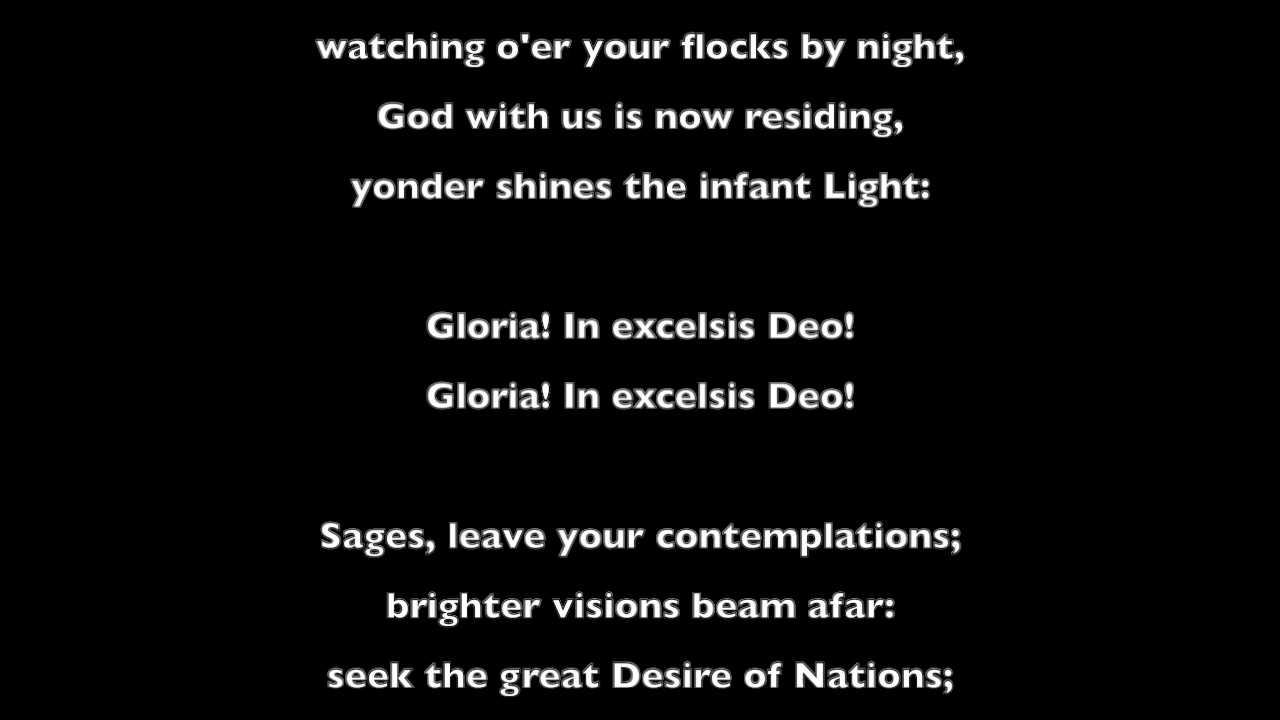 watching o'er your flocks by night,
God with us is now residing,
yonder shines the infant Light:
Gloria! In excelsis Deo!
Gloria! In excelsis Deo!
Sages, leave your contemplations;
brighter visions beam afar:
seek the great Desire of Nations;